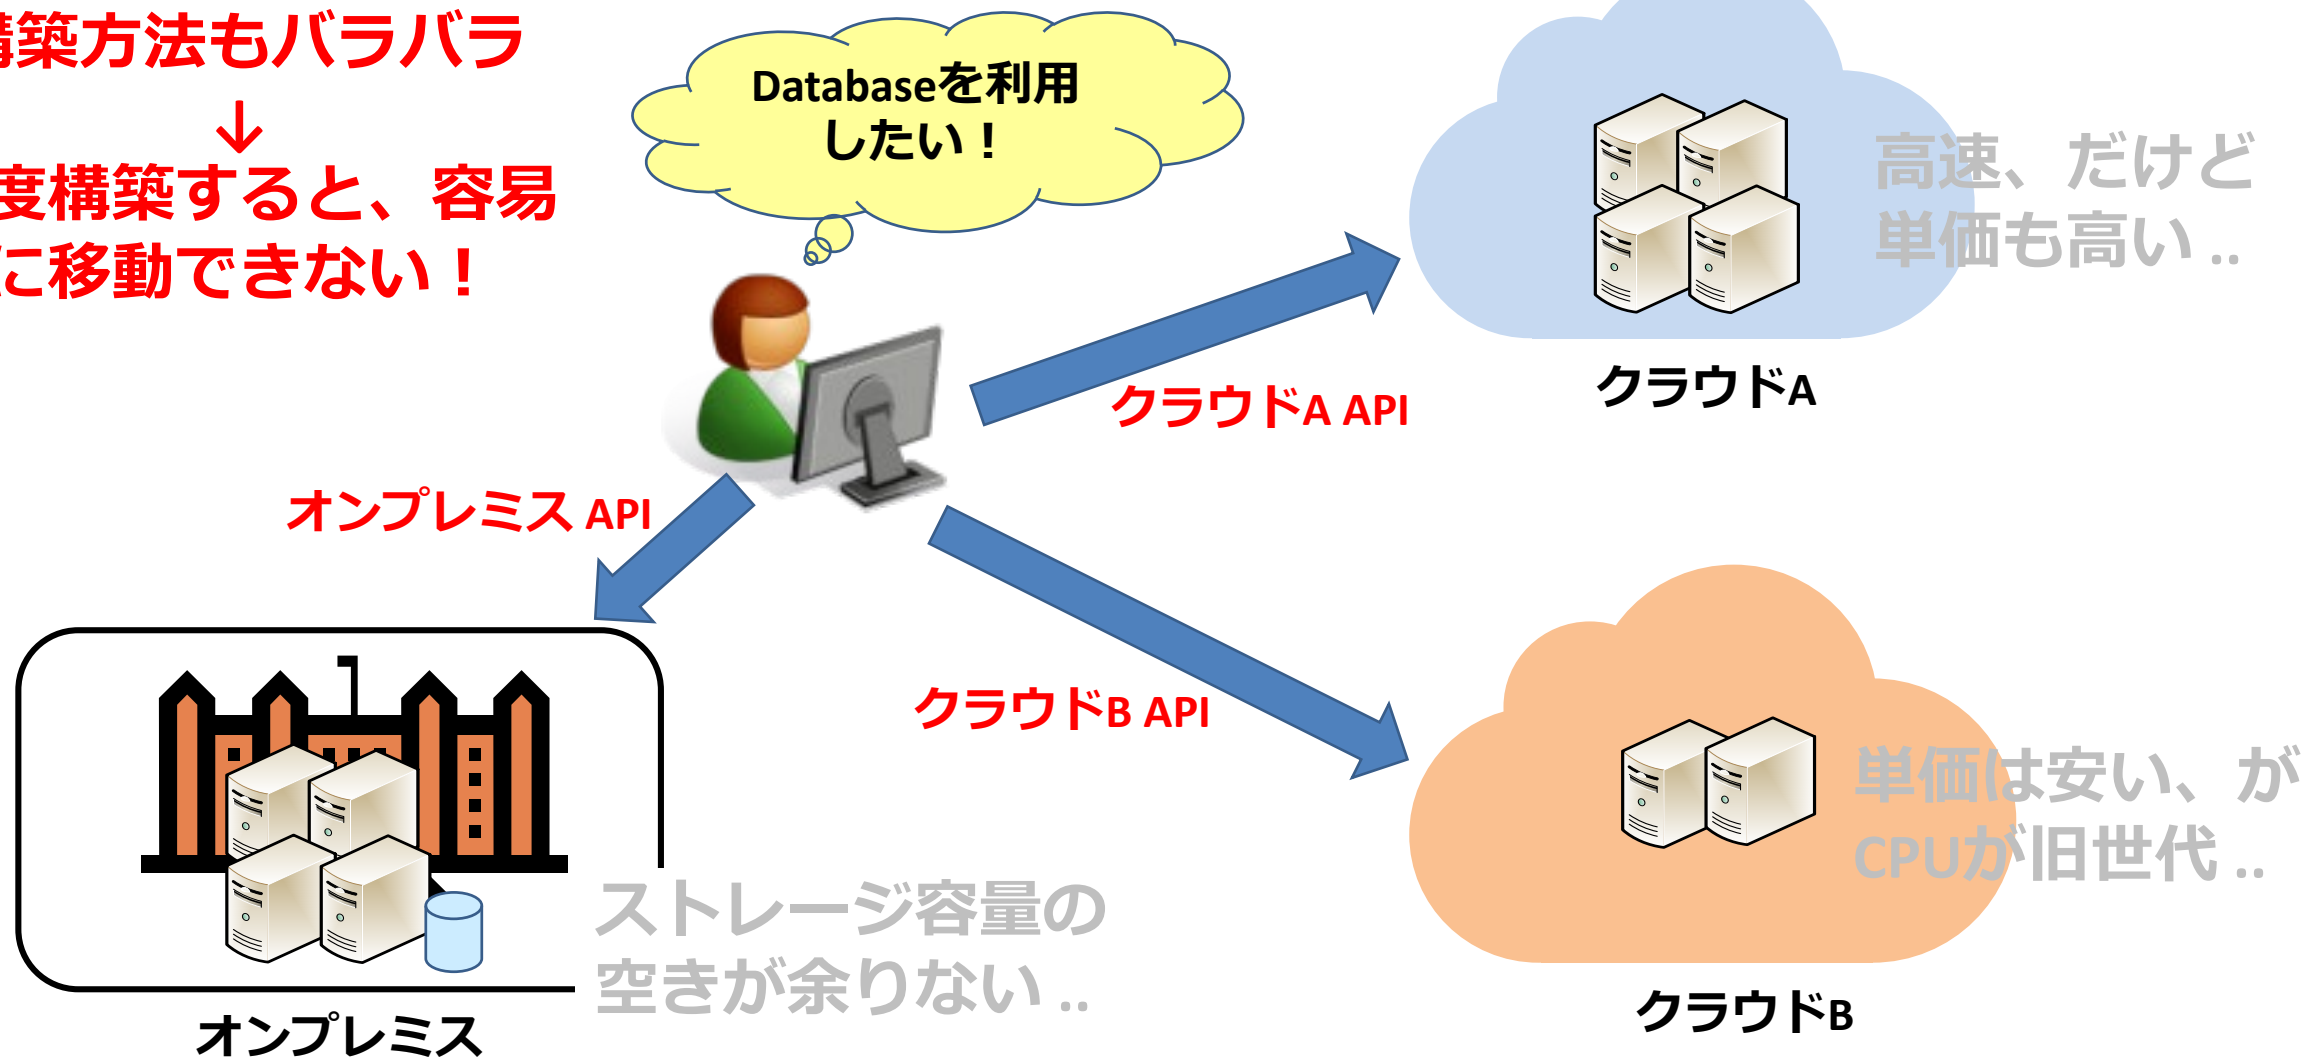 構築方法もバラバラ
↓
度構築すると、容易
に移動できない！
Databaseを利用
したい！
高速、だけど
単価も高い ..
クラウドA
クラウドA API
オンプレミス API
クラウドB API
単価は安い、が
CPUが旧世代 ..
ストレージ容量の
空きが余りない ..
クラウドB
オンプレミス